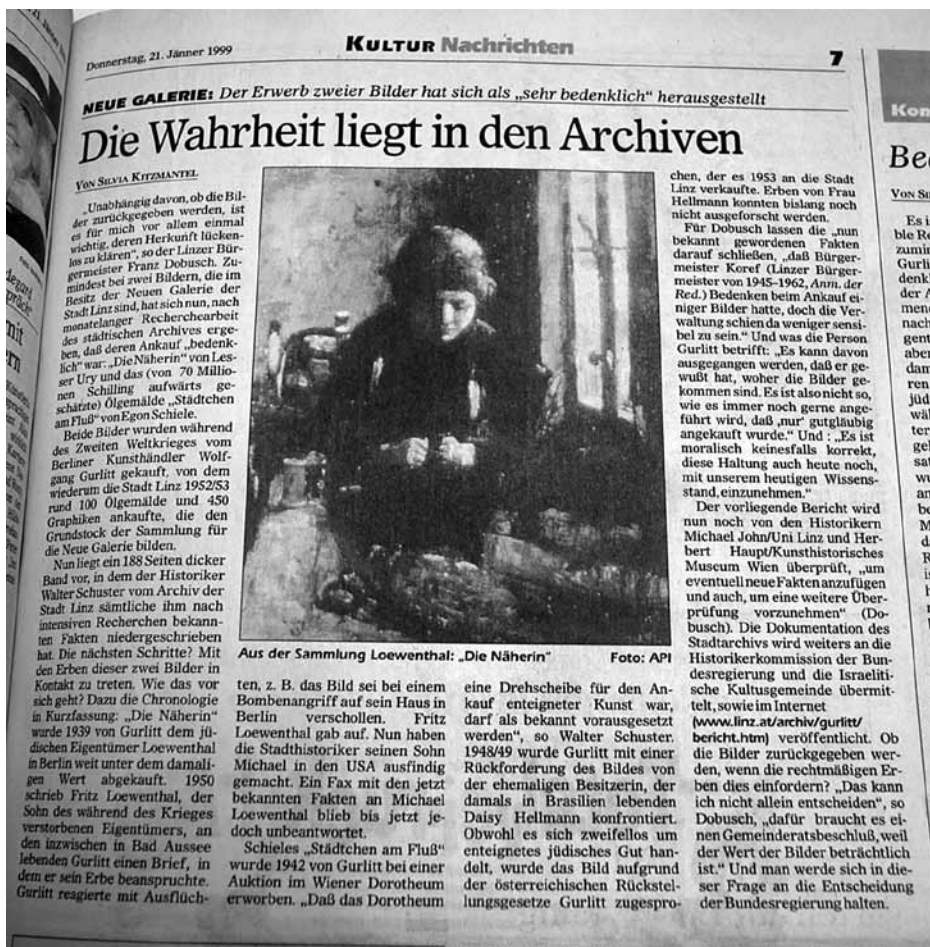 Donnerstag, 21. Jänner 1999
KULTUR Nachrichten
7
NEUE GALERIE: Der Erwerb zweier Bilder hat sich als „sehr bedenklich“ herausgestellt
Die Wahrheit liegt in den Archiven
VON SILVIA KITZMANTEL
„Unabhängig davon, ob die Bil-
der zurückgegeben werden, ist
es für mich vor allem einmal
wichtig, deren Herkunft lücken-
los zu klären“, so der Linzer Bür-
germeister Franz Dobusch. Zu-
mindest bei zwei Bildern, die im
Besitz der Neuen Galerie der
Stadt Linz sind, hat sich nun, nach
monatelanger Recherchearbeit
des städtischen Archives erge-
ben, daß deren Ankauf „bedenk-
lich“ war. „Die Näherin“ von Les-
ser Ury und das (von 70 Millio-
nen Schilling aufwärts ge-
schätzte) Ölgemälde „Städtchen
am Fluß“ von Egon Schiele.
Beide Bilder wurden während
des Zweiten Weltkrieges vom
Berliner Kunsthändler Wolf-
gang Gurlitt gekauft, von dem
wiederum die Stadt Linz 1952/53
rund 100 Ölgemälde und 450
Graphiken ankaufte, die den
Grundstock der Sammlung für
die Neue Galerie bilden.
Nun liegt ein 188 Seiten dicker
Band vor, in dem der Historiker
Walter Schuster vom Archiv der
Stadt Linz sämtliche ihm nach
intensiven Recherchen bekann-
ten Fakten niedergeschrieben
hat. Die nächsten Schritte? Mit
den Erben dieser zwei Bilder in
Kontakt zu treten. Wie das vor
sich geht? Dazu die Chronologie
in Kurzfassung: „Die Näherin“
wurde 1939 von Gurlitt dem jü-
dischen Eigentümer Loewenthal
in Berlin weit unter dem damali-
gen Wert abgekauft. 1950
schrieb Fritz Loewenthal, der
Sohn des während des Krieges
verstorbenen Eigentümers, an
den inzwischen in Bad Aussee
lebenden Gurlitt einen Brief, in
dem er sein Erbe beanspruchte.
Gurlitt reagierte mit Ausflüch-
Aus der Sammlung Loewenthal: „Die Näherin“
Foto: API
ten, z. B. das Bild sei bei einem
Bombenangriff auf sein Haus in
Berlin verschollen. Fritz
Loewenthal gab auf. Nun haben
die Stadthistoriker seinen Sohn
Michael in den USA ausfindig
gemacht. Ein Fax mit den jetzt
bekannten Fakten an Michael
Loewenthal blieb bis jetzt je-
doch unbeantwortet.
Schieles „Städtchen am Fluß“
wurde 1942 von Gurlitt bei einer
Auktion im Wiener Dorotheum
erworben. „Daß das Dorotheum
eine Drehscheibe für den An-
kauf enteigneter Kunst war,
darf als bekannt vorausgesetzt
werden“, so Walter Schuster.
1948/49 wurde Gurlitt mit einer
Rückforderung des Bildes von
der ehemaligen Besitzerin, der
damals in Brasilien lebenden
Daisy Hellmann konfrontiert.
Obwohl es sich zweifellos um
enteignetes jüdisches Gut han-
delt, wurde das Bild aufgrund
der österreichischen Rückstel-
lungsgesetze Gurlitt zugespro-
chen, der es 1953 an die Stadt
Linz verkaufte. Erben von Frau
Hellmann konnten bislang noch
nicht ausgeforscht werden.
Für Dobusch lassen die „nun
bekannt gewordenen Fakten
darauf schließen, „daß Bürger-
meister Koref (Linzer Bürger-
meister von 1945–1962, Anm. der
Red.) Bedenken beim Ankauf ei-
niger Bilder hatte, doch die Ver-
waltung schien da weniger sensi-
bel zu sein.“ Und was die Person
Gurlitt betrifft: „Es kann davon
ausgegangen werden, daß er ge-
wußt hat, woher die Bilder ge-
kommen sind. Es ist also nicht so,
wie es immer noch gerne ange-
führt wird, daß ‚nur‘ gutgläubig
angekauft wurde.“ Und : „Es ist
moralisch keinesfalls korrekt,
diese Haltung auch heute noch,
mit unserem heutigen Wissens-
stand, einzunehmen.“
Der vorliegende Bericht wird
nun noch von den Historikern
Michael John/Uni Linz und Her-
bert Haupt/Kunsthistorisches
Museum Wien überprüft, „um
eventuell neue Fakten anzufügen
und auch, um eine weitere Über-
prüfung vorzunehmen“ (Do-
busch). Die Dokumentation des
Stadtarchivs wird weiters an die
Historikerkommission der Bun-
desregierung und die Israeliti-
sche Kultusgemeinde übermit-
telt, sowie im Internet
(www.linz.at/archiv/gurlitt/
bericht.htm) veröffentlicht. Ob
die Bilder zurückgegeben wer-
den, wenn die rechtmäßigen Er-
ben dies einfordern? „Das kann
ich nicht allein entscheiden“, so
Dobusch, „dafür braucht es ei-
nen Gemeinderatsbeschluß, weil
der Wert der Bilder beträchtlich
ist.“ Und man werde sich in die-
ser Frage an die Entscheidung
der Bundesregierung halten.